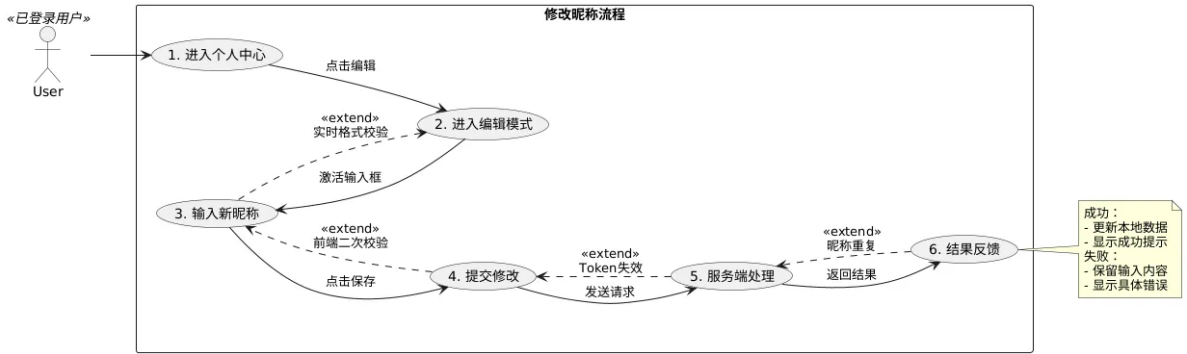 修改昵称流程
«已登录用户»
User
1. 进入个人中心
点击编辑
2. 进入编辑模式
«extend»
实时格式校验
激活输入框
3. 输入新昵称
«extend»
前端二次校验
点击保存
4. 提交修改
«extend»
Token失效
发送请求
5. 服务端处理
«extend»
昵称重复
返回结果
6. 结果反馈
成功：
- 更新本地数据
- 显示成功提示
失败：
- 保留输入内容
- 显示具体错误